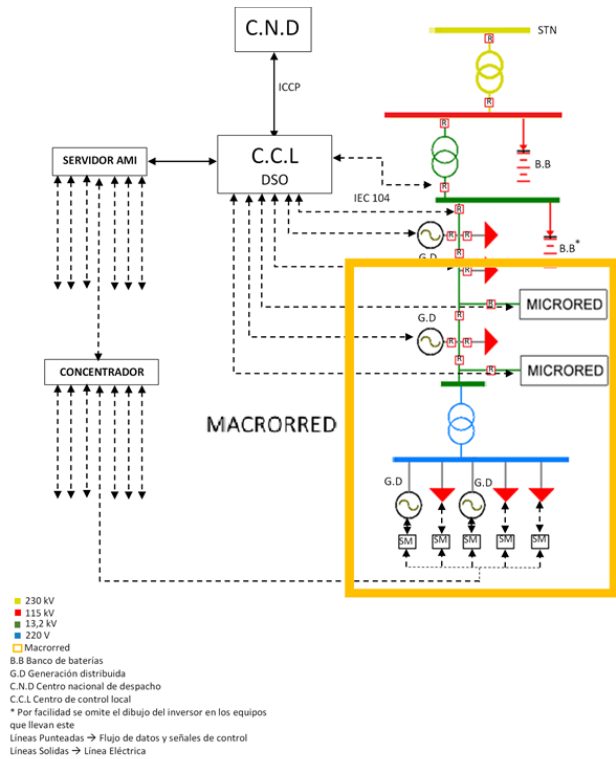 C.N.D
STN
R
ICCP
R
R
R
SERVIDOR AMI
C.C.L
DSO
B.B
R
IEC 104
R
R
R
G.D
B.B*
R
R
MICRORED
R
G.D
R
R
R
R
MICRORED
CONCENTRADOR
MACRORRED
G.D
G.D
SM
SM
SM
SM
SM
230 kV
115 kV
13,2 kV
220 V
Macrorred
B.B Banco de baterías
G.D Generación distribuida
C.N.D Centro nacional de despacho
C.C.L Centro de control local
* Por facilidad se omite el dibujo del inversor en los equipos
que llevan este
Líneas Punteadas → Flujo de datos y señales de control
Líneas Solidas → Línea Eléctrica